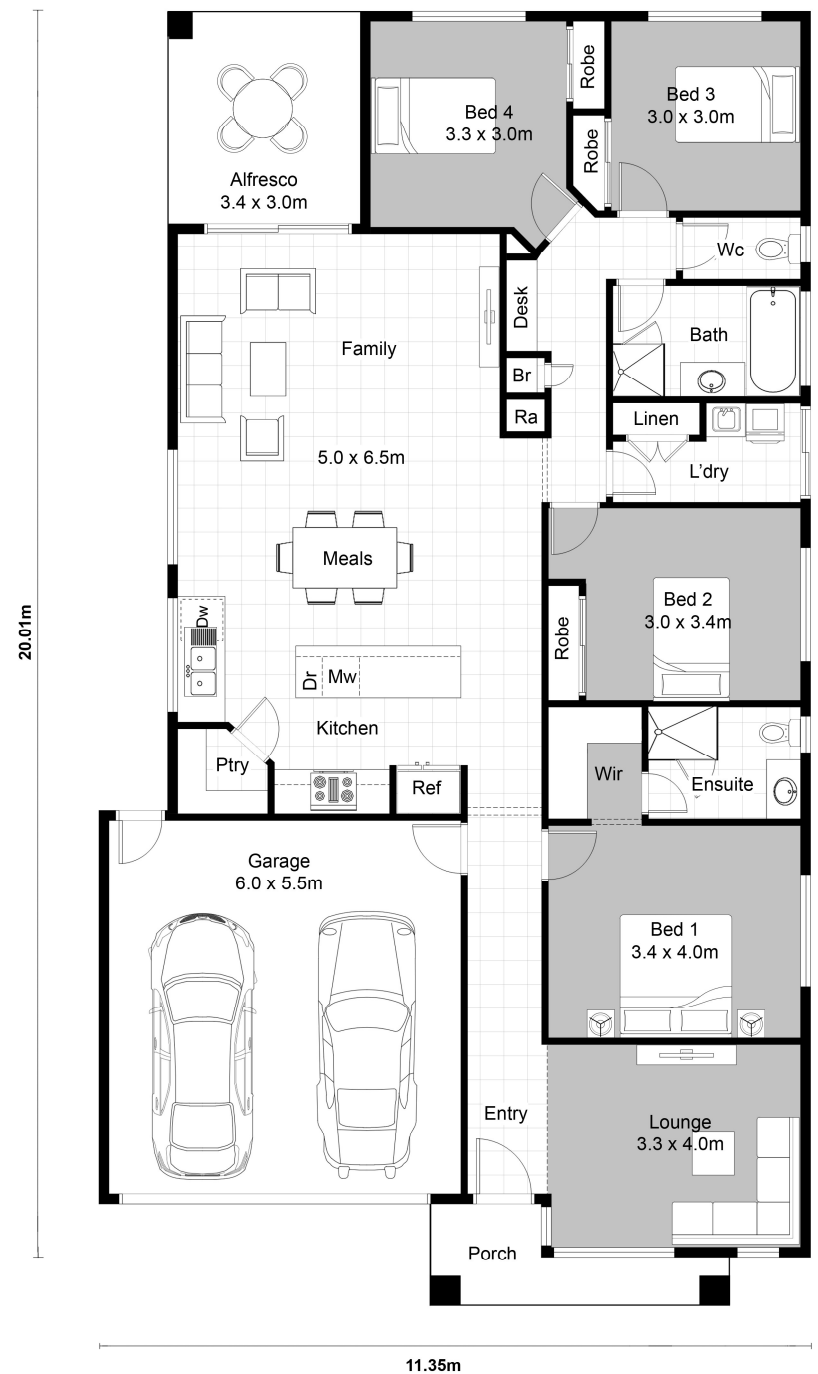 Robe
Bed 4
3.3 x 3.0m
Bed 3
3.0 x 3.0m
Robe
Alfresco
3.4 x 3.0m
Wc
Desk
Bath
Family
Br
Ra
Linen
5.0 x 6.5m
L'dry
Meals
Bed 2
3.0 x 3.4m
Dw
Robe
Dr
Mw
Kitchen
Ptry
Wir
Ensuite
Ref
Garage
6.0 x 5.5m
Bed 1
3.4 x 4.0m
Entry
Lounge
3.3 x 4.0m
Porch
20.01m
11.35m